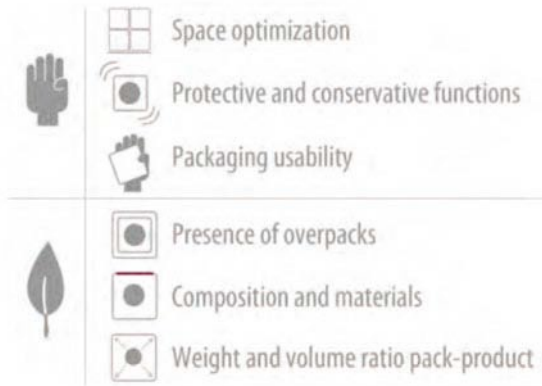 Space optimization
Protective and conservative functions
Packaging usability
Presence of overpacks
Composition and materials
Weight and volume ratio pack-product